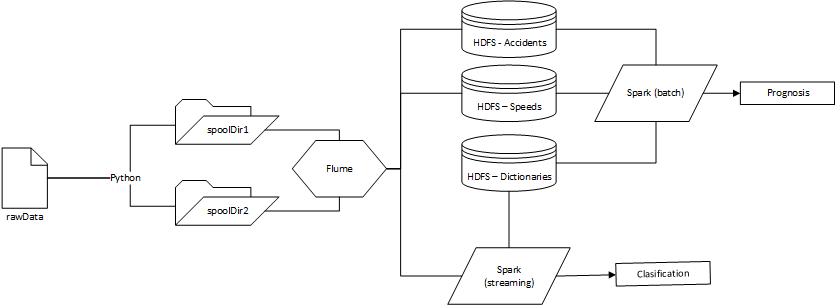 rawData
Python
spoolDir1
spoolDir2
Flume
HDFS - Accidents
HDFS – Speeds
HDFS – Dictionaries
Spark (batch)
Prognosis
Spark
(streaming)
Clasification